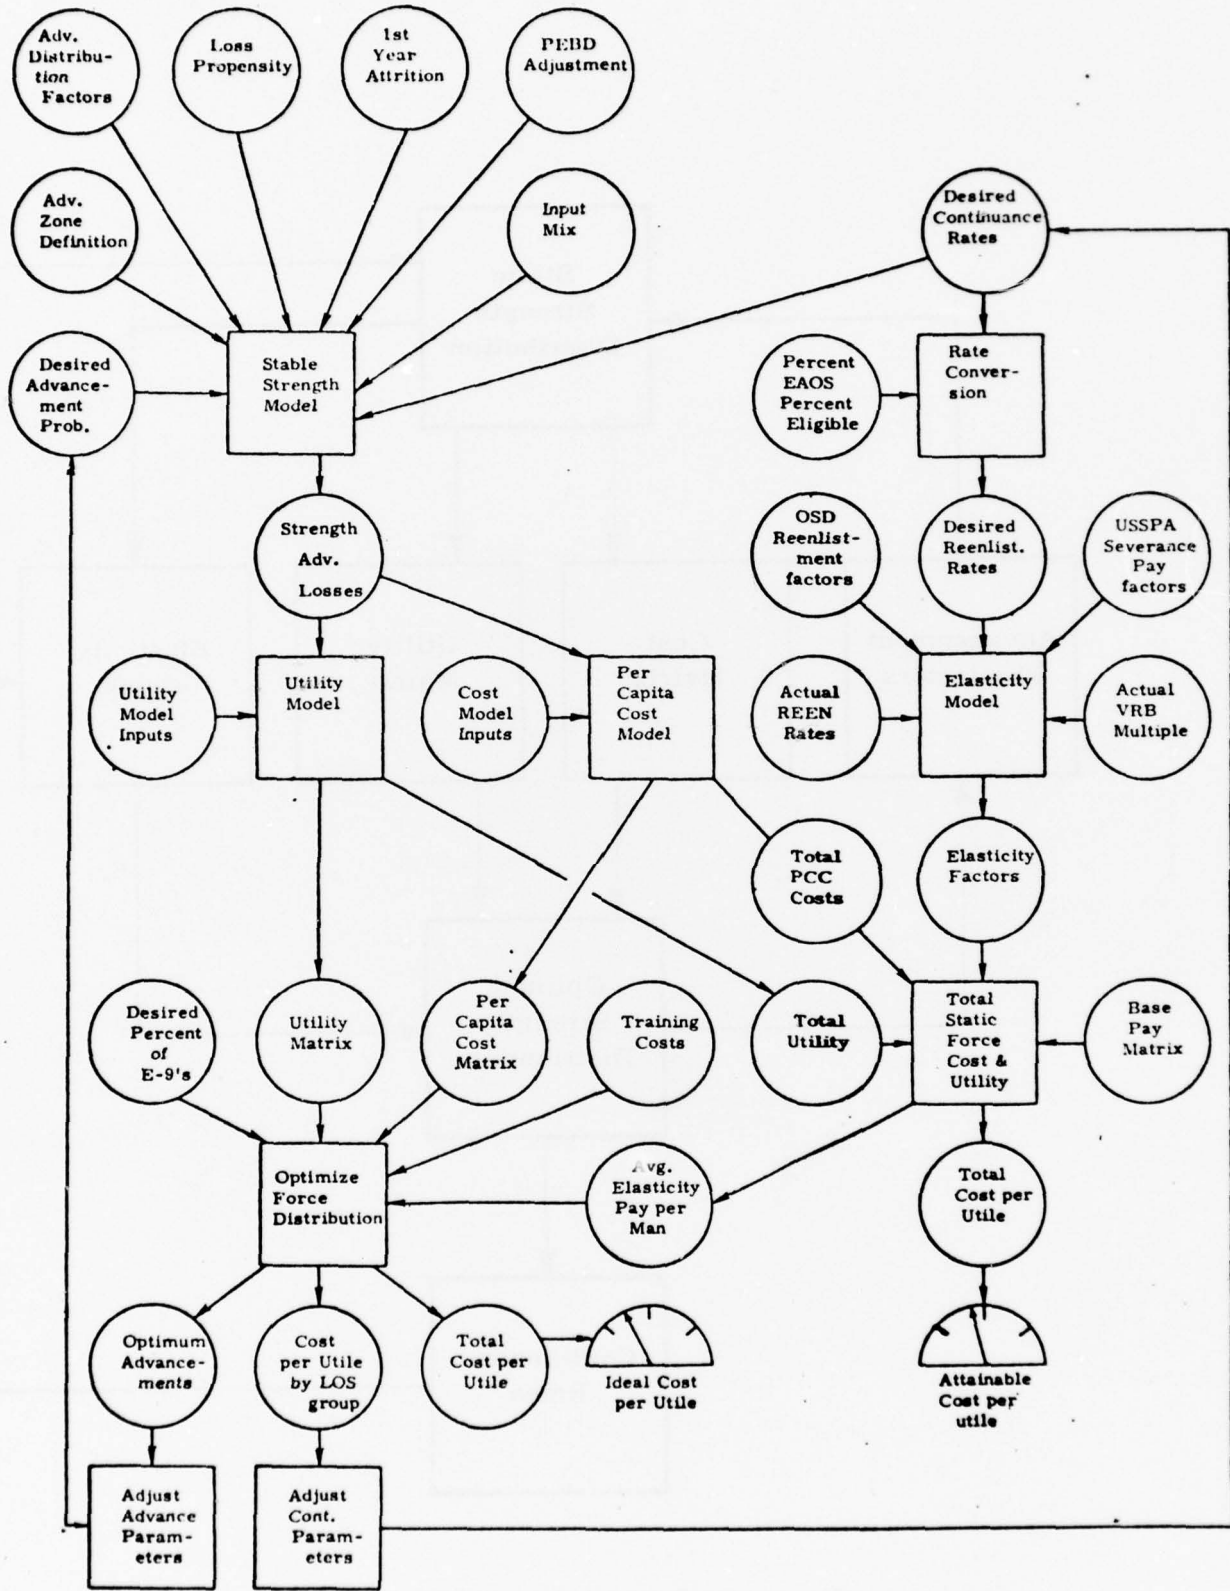 Adv.
Distribu-
tion
Factors
Loss
Propensity
1st
Year
Attrition
PEBD
Adjustment
Adv.
Zone
Definition
Input
Mix
Desired
Continuance
Rates
Desired
Advance-
ment
Prob.
Stable
Strength
Model
Percent
EAOS
Percent
Eligible
Rate
Conver-
sion
Strength
Adv.
Losses
OSD
Reenlist-
ment
factors
Desired
Reenlist.
Rates
USSPA
Severance
Pay
factors
Utility
Model
Inputs
Utility
Model
Cost
Model
Inputs
Per
Capita
Cost
Model
Actual
REEN
Rates
Elasticity
Model
Actual
VRB
Multiple
Total
PCC
Costs
Elasticity
Factors
Desired
Percent
of
E-9's
Utility
Matrix
Per
Capita
Cost
Matrix
Training
Costs
Total
Utility
Total
Static
Force
Cost &
Utility
Base
Pay
Matrix
Optimize
Force
Distribution
Avg.
Elasticity
Pay per
Man
Total
Cost per
Utile
Optimum
Advance-
ments
Cost
per Utile
by LOS
group
Total
Cost per
Utile
Ideal Cost
per Utile
Attainable
Cost per
utile
Adjust
Advance
Param-
eters
Adjust
Cont.
Param-
eters